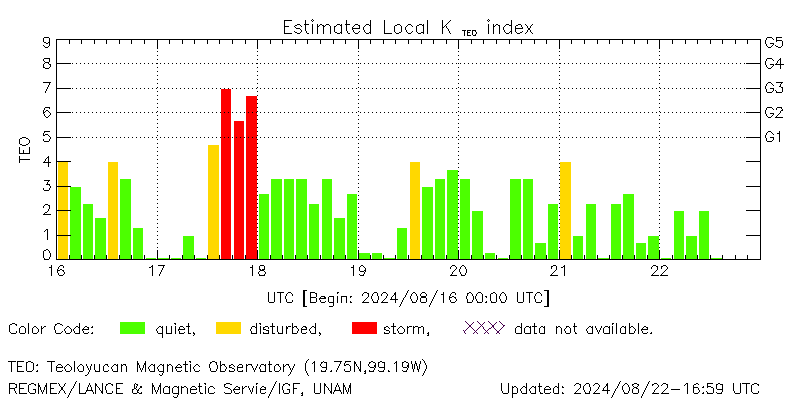 Estimated Local K TEO index
9 G5
8 G4
7 G3
6 G2
5 G1
4
3
2
1
0
TEO
16 17 18 19 20 21 22
UTC [Begin: 2024/08/16 00:00 UTC]
Color Code: quiet, disturbed, storm, data not available.
TEO: Teoloyucan Magnetic Observatory (19.75N,99.19W)
REGMEX/LANCE & Magnetic Servie/IGF, UNAM Updated: 2024/08/22-16:59 UTC